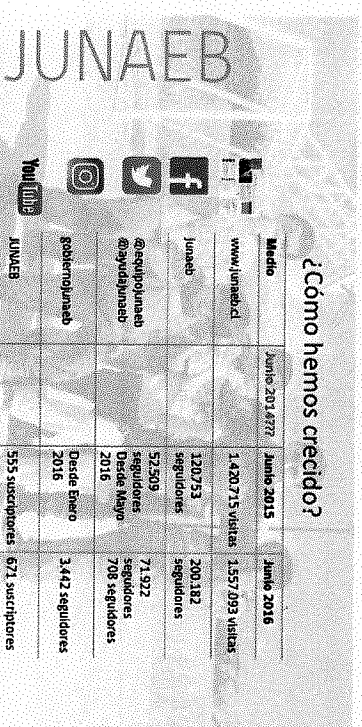 JUNAEB
¿Cómo hemos crecido?
Medio Junio 2014??? Junio 2015 Junio 2016
www.junaeb.cl 1.420.715 visitas 1.557.093 visitas
f
junaeb 120.753 200.182
seguidores seguidores
@equipojunaeb 52.509 71.922
@ayudajunaeb seguidores seguidores
Desde Mayo 708 seguidores
2016
gobiernojunaeb Desde Enero 3.442 seguidores
2016
You Tube
JUNAEB 555 suscriptores 671 suscriptores